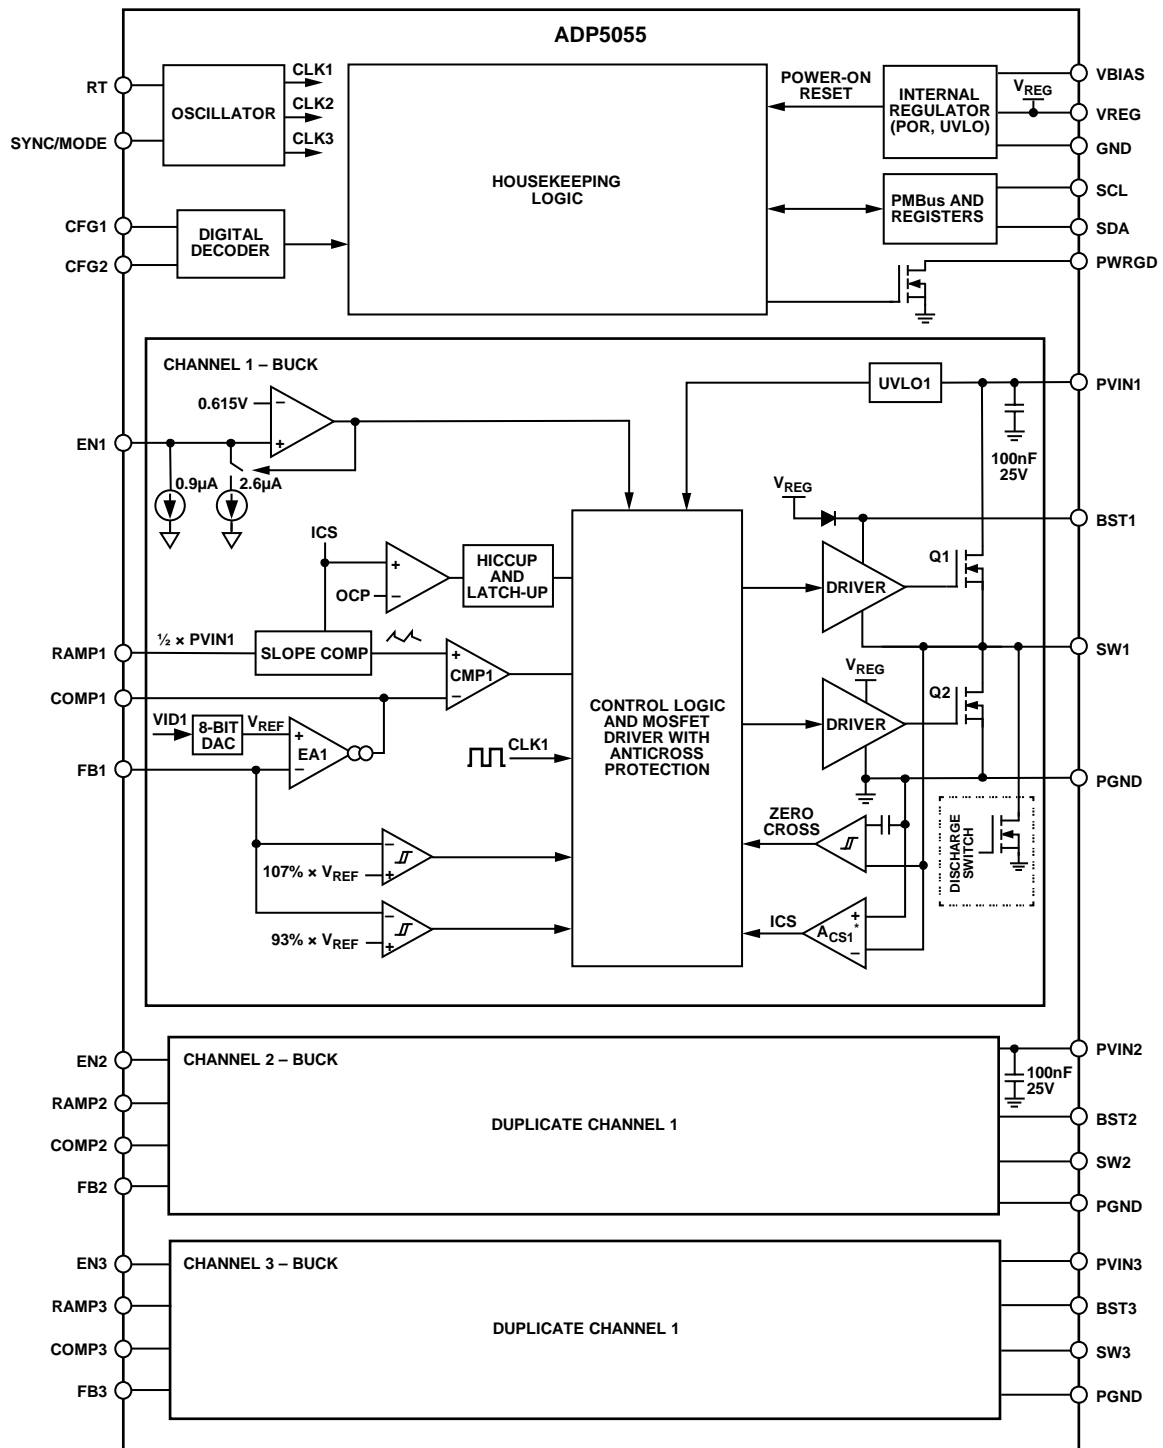 ADP5055
RT
SYNC/MODE
OSCILLATOR
CLK1
CLK2
CLK3
CFG1
CFG2
DIGITAL
DECODER
HOUSEKEEPING
LOGIC
POWER-ON
RESET
INTERNAL
REGULATOR
(POR, UVLO)
VREG
VBIAS
VREG
GND
PMBus AND
REGISTERS
SCL
SDA
PWRGD
CHANNEL 1 – BUCK
0.615V
−
+
EN1
0.9µA
2.6µA
UVLO1
PVIN1
100nF
25V
VREG
BST1
ICS
OCP
+
−
HICCUP
AND
LATCH-UP
DRIVER
Q1
RAMP1
½ × PVIN1
SLOPE COMP
+
−
CMP1
SW1
COMP1
VID1
8-BIT
DAC
VREF
+
−
EA1
FB1
CLK1
CONTROL LOGIC
AND MOSFET
DRIVER WITH
ANTICROSS
PROTECTION
VREG
DRIVER
Q2
PGND
ZERO
CROSS
DISCHARGE
SWITCH
−
107% × VREF
+
−
93% × VREF
+
ICS
ACS1*
+
−
EN2
RAMP2
COMP2
FB2
CHANNEL 2 – BUCK
DUPLICATE CHANNEL 1
100nF
25V
PVIN2
BST2
SW2
PGND
EN3
RAMP3
COMP3
FB3
CHANNEL 3 – BUCK
DUPLICATE CHANNEL 1
PVIN3
BST3
SW3
PGND